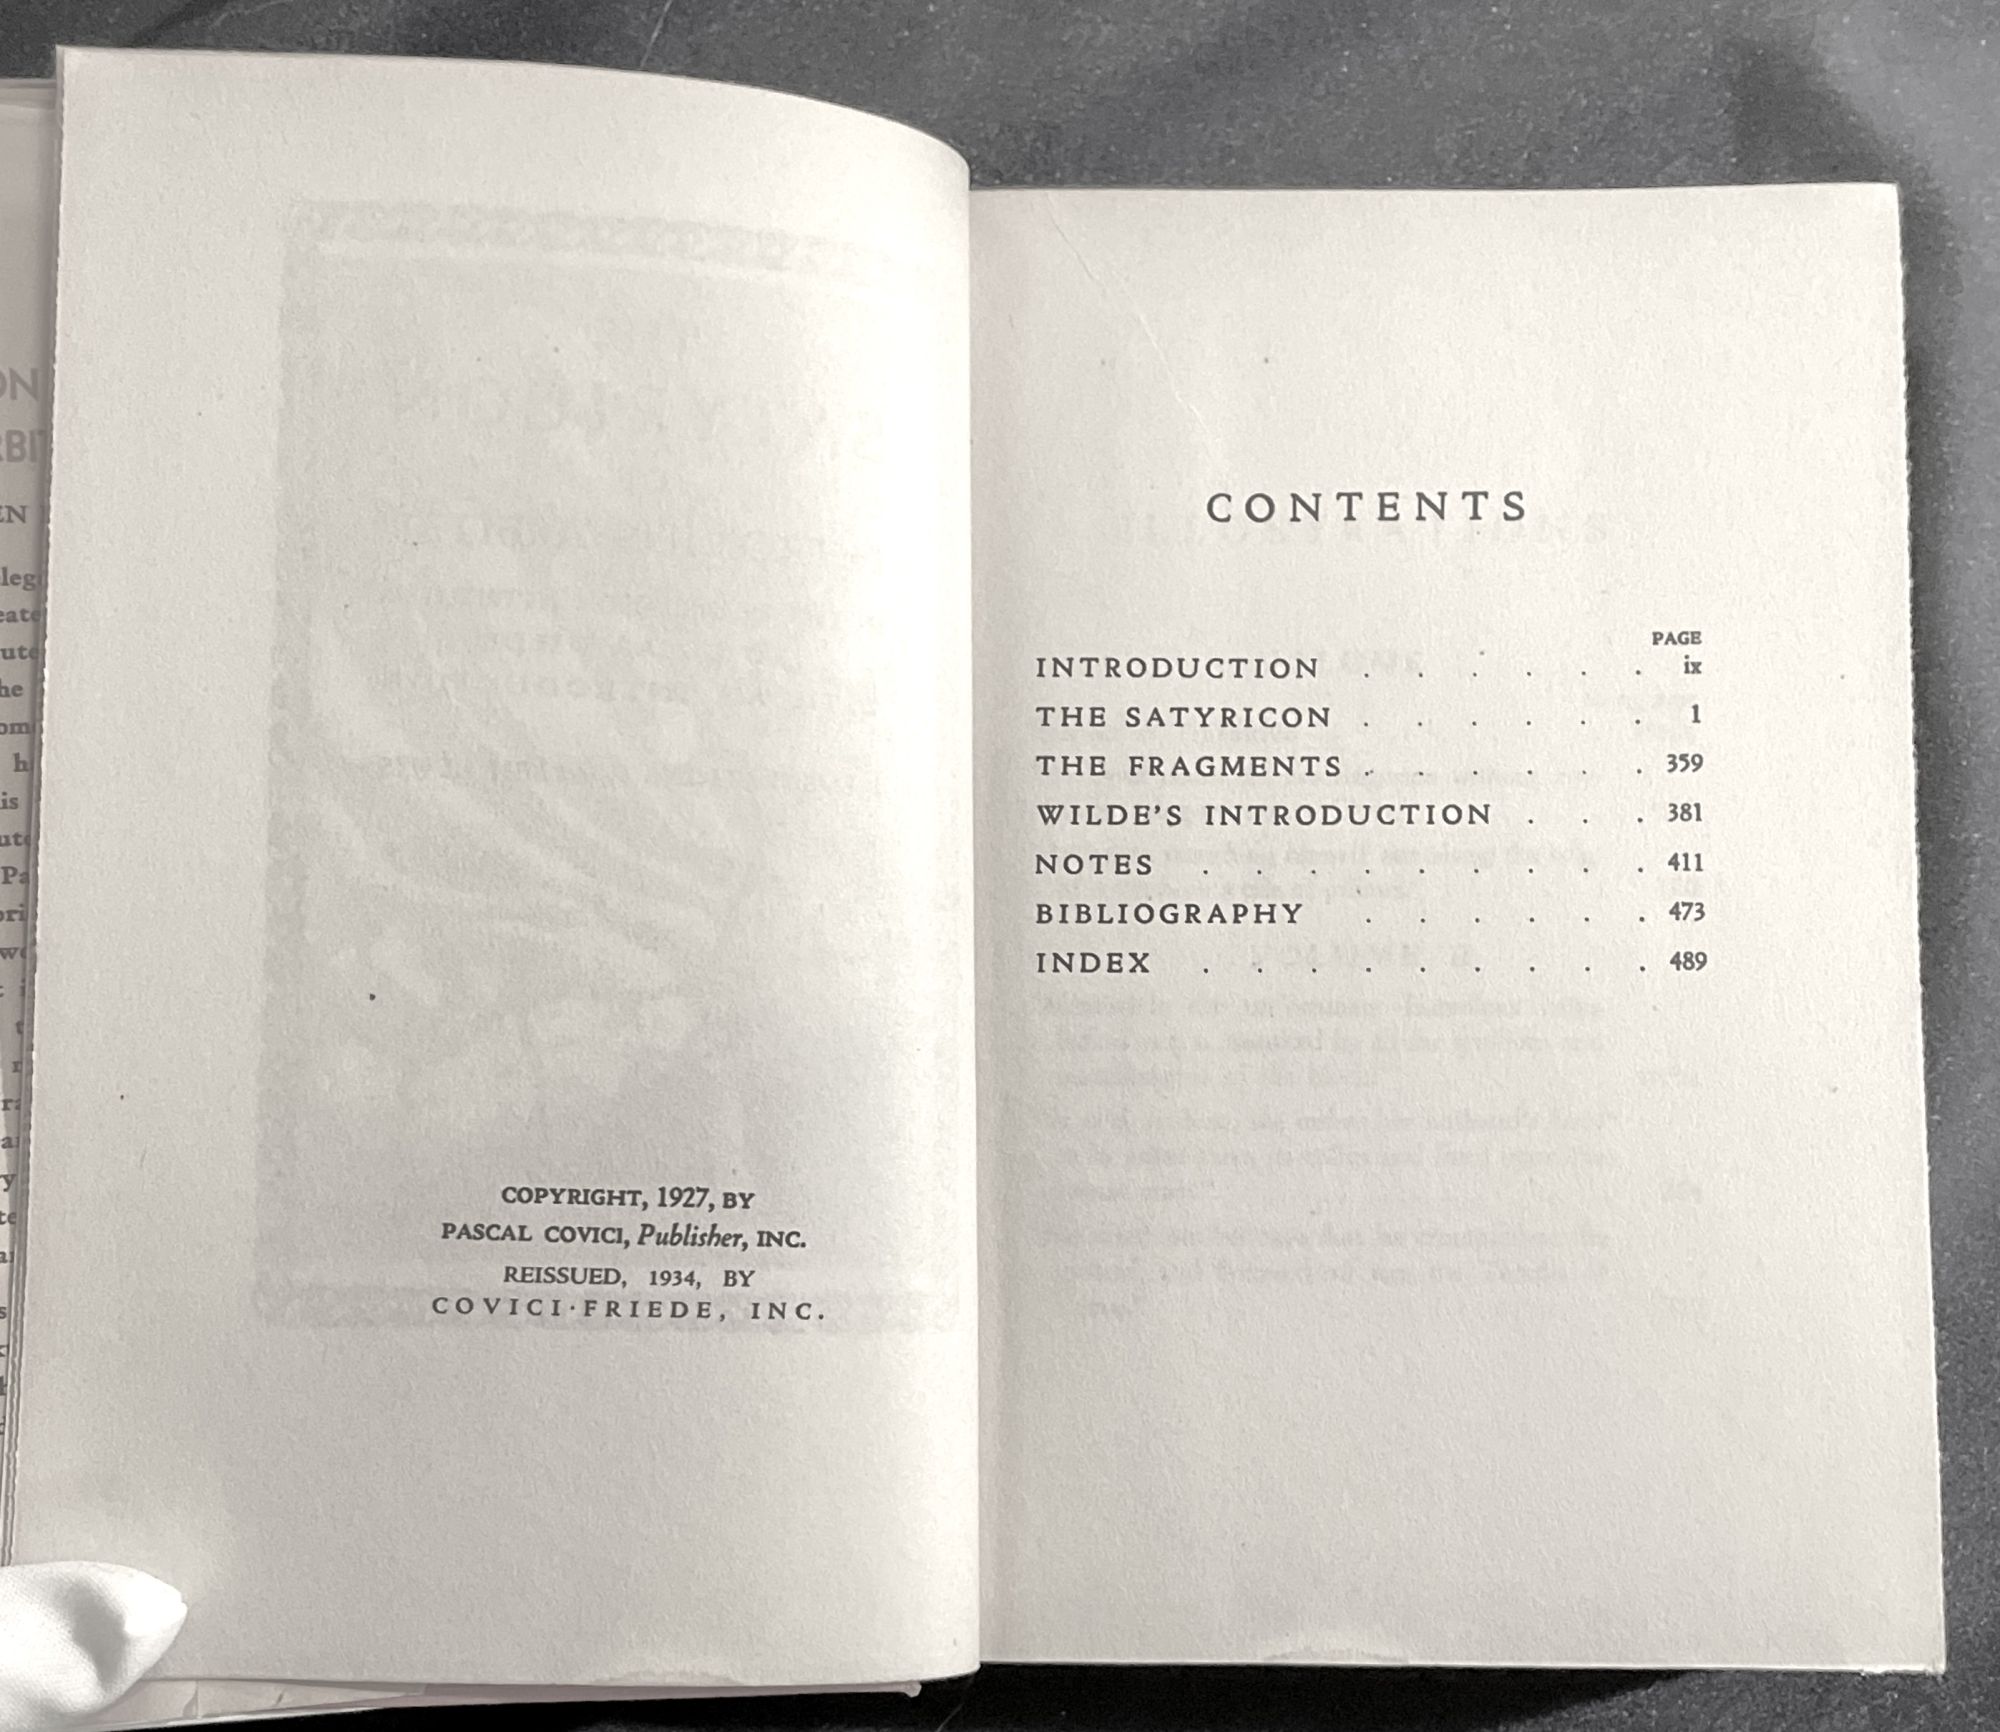 COPYRIGHT, 1927, BY
PASCAL COVICI, Publisher, INC.
REISSUED, 1934, BY
COVICI·FRIEDE, INC.
CONTENTS
PAGE
INTRODUCTION . . . . . . ix
THE SATYRICON . . . . . . 1
THE FRAGMENTS . . . . . . 359
WILDE'S INTRODUCTION . . . 381
NOTES . . . . . . . . . 411
BIBLIOGRAPHY . . . . . . 473
INDEX . . . . . . . . . 489